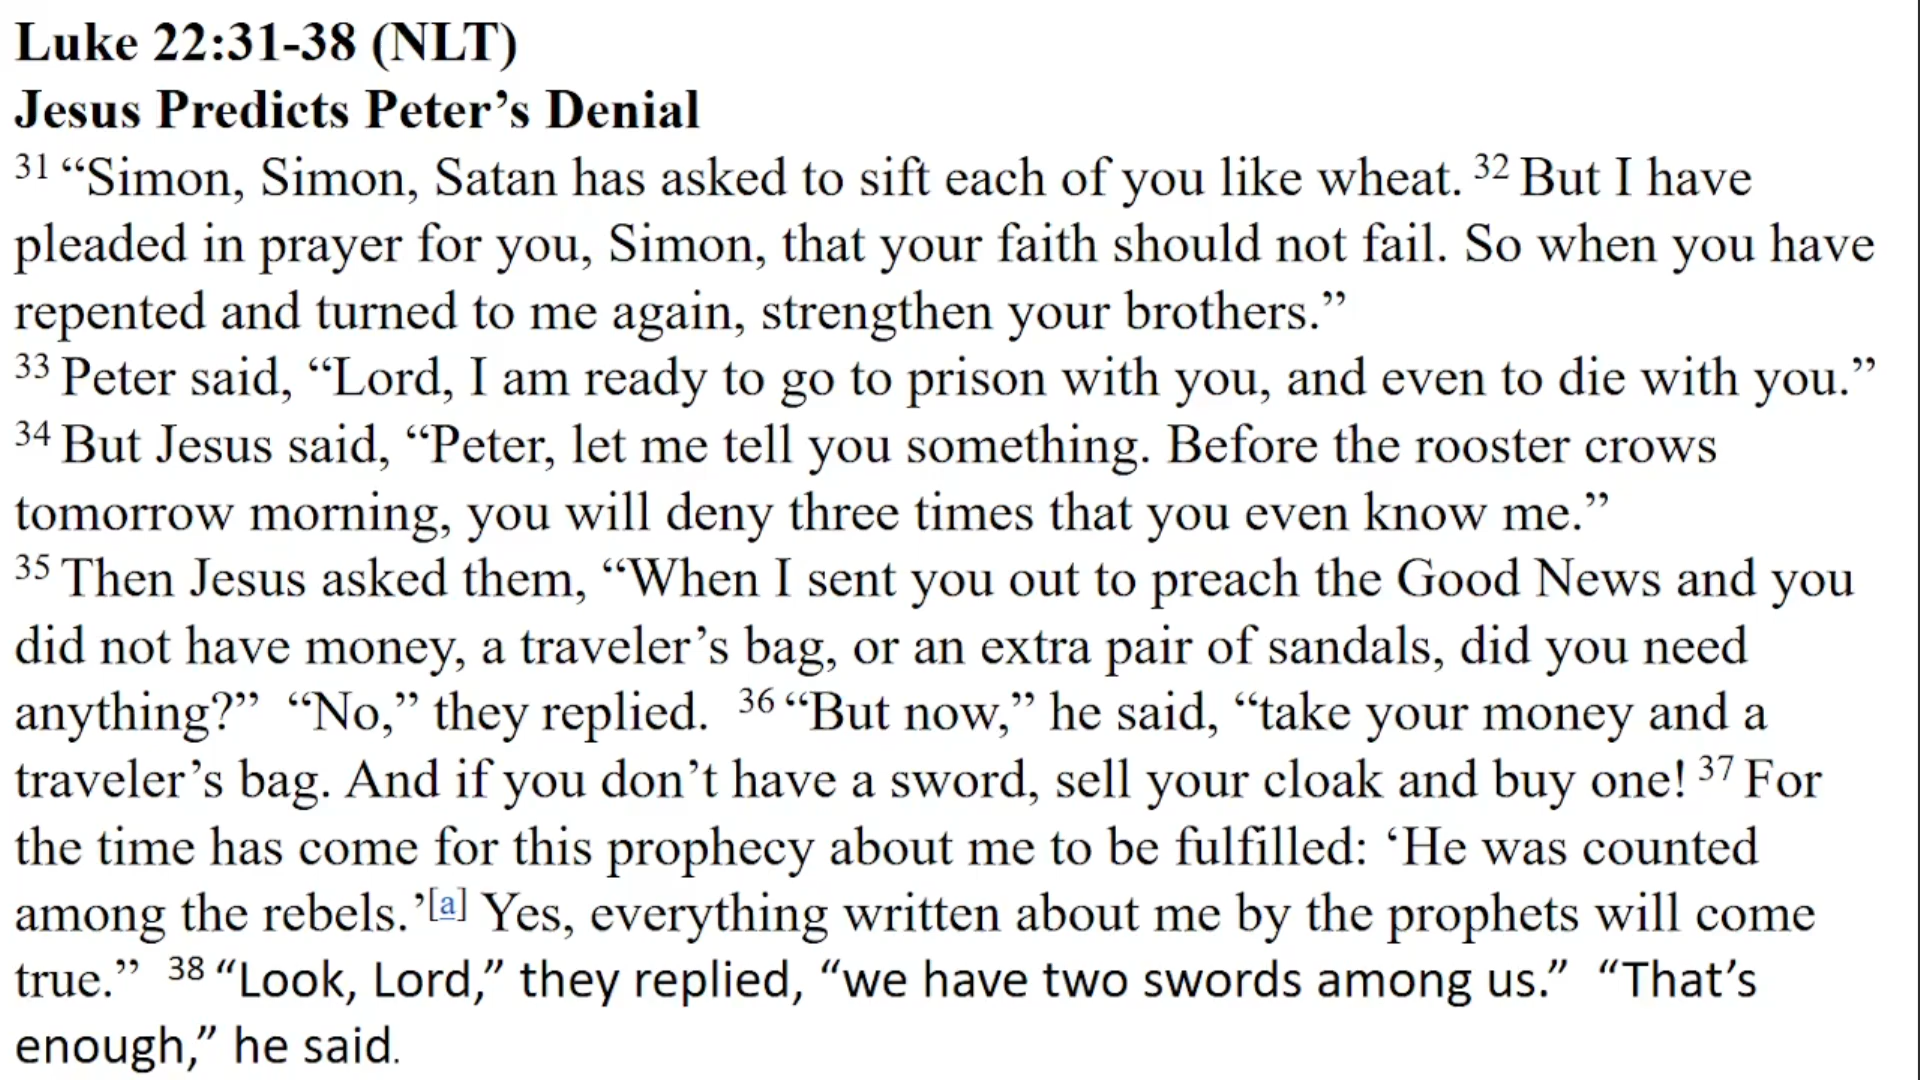 Luke 22:31-38 (NLT)
Jesus Predicts Peter’s Denial
31 “Simon, Simon, Satan has asked to sift each of you like wheat. 32 But I have
pleaded in prayer for you, Simon, that your faith should not fail. So when you have
repented and turned to me again, strengthen your brothers.”
33 Peter said, “Lord, I am ready to go to prison with you, and even to die with you.”
34 But Jesus said, “Peter, let me tell you something. Before the rooster crows
tomorrow morning, you will deny three times that you even know me.”
35 Then Jesus asked them, “When I sent you out to preach the Good News and you
did not have money, a traveler’s bag, or an extra pair of sandals, did you need
anything?” “No,” they replied. 36 “But now,” he said, “take your money and a
traveler’s bag. And if you don’t have a sword, sell your cloak and buy one! 37 For
the time has come for this prophecy about me to be fulfilled: ‘He was counted
among the rebels.’[a] Yes, everything written about me by the prophets will come
true.” 38 “Look, Lord,” they replied, “we have two swords among us.” “That’s
enough,” he said.